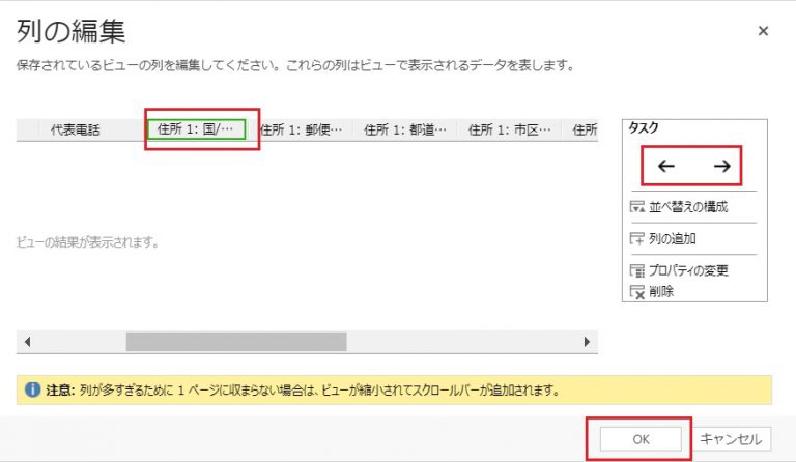 列の編集
×
保存されているビューの列を編集してください。これらの列はビューで表示されるデータを表します。
代表電話 住所 1: 国/… 住所 1: 郵便… 住所 1: 都道… 住所 1: 市区… 住所
タスク
← →
並べ替えの構成
列の追加
ビューの結果が表示されます。
プロパティの変更
削除
注意: 列が多すぎるために 1 ページに収まらない場合は、ビューが縮小されてスクロールバーが追加されます。
OK キャンセル